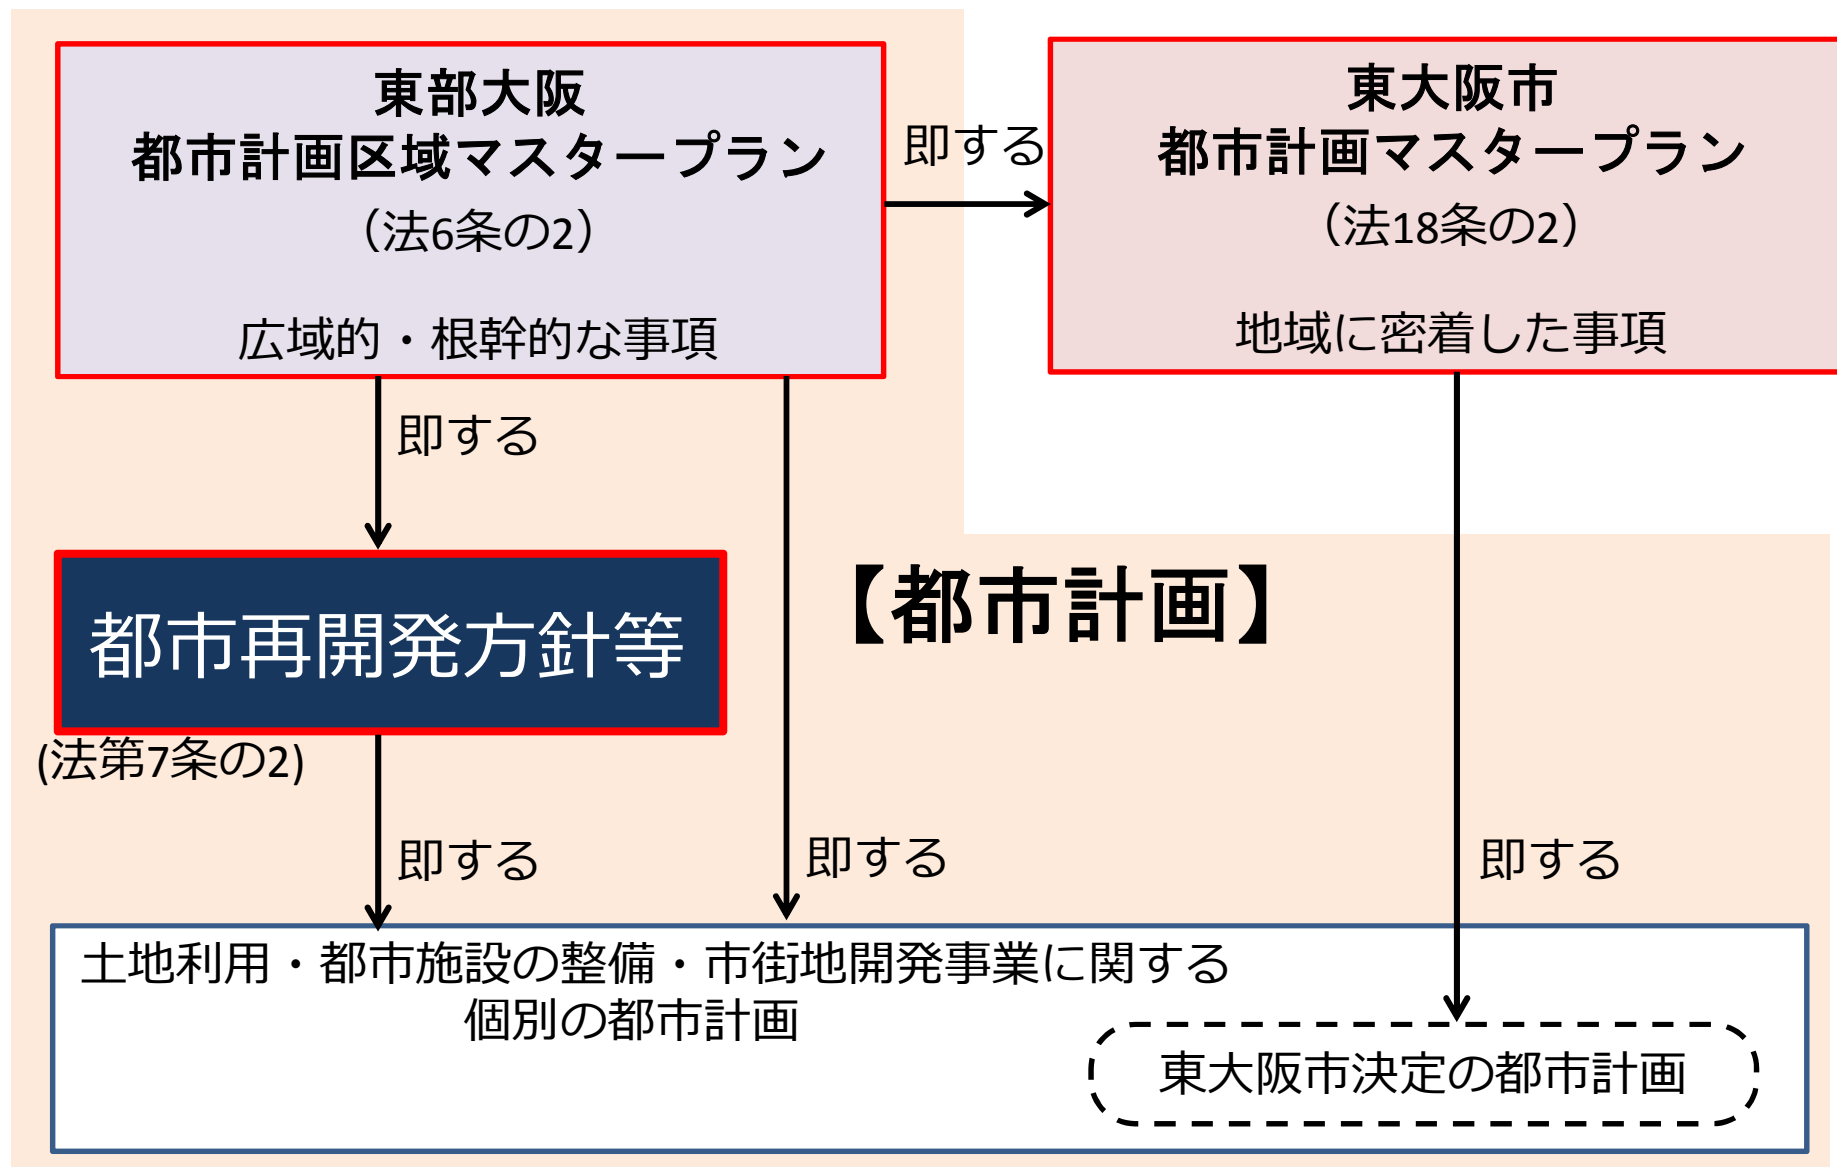 東部大阪
都市計画区域マスタープラン
（法6条の2）
広域的・根幹的な事項
即する
東大阪市
都市計画マスタープラン
（法18条の2）
地域に密着した事項
即する
都市再開発方針等
(法第7条の2)
【都市計画】
即する
即する
即する
土地利用・都市施設の整備・市街地開発事業に関する
個別の都市計画
東大阪市決定の都市計画